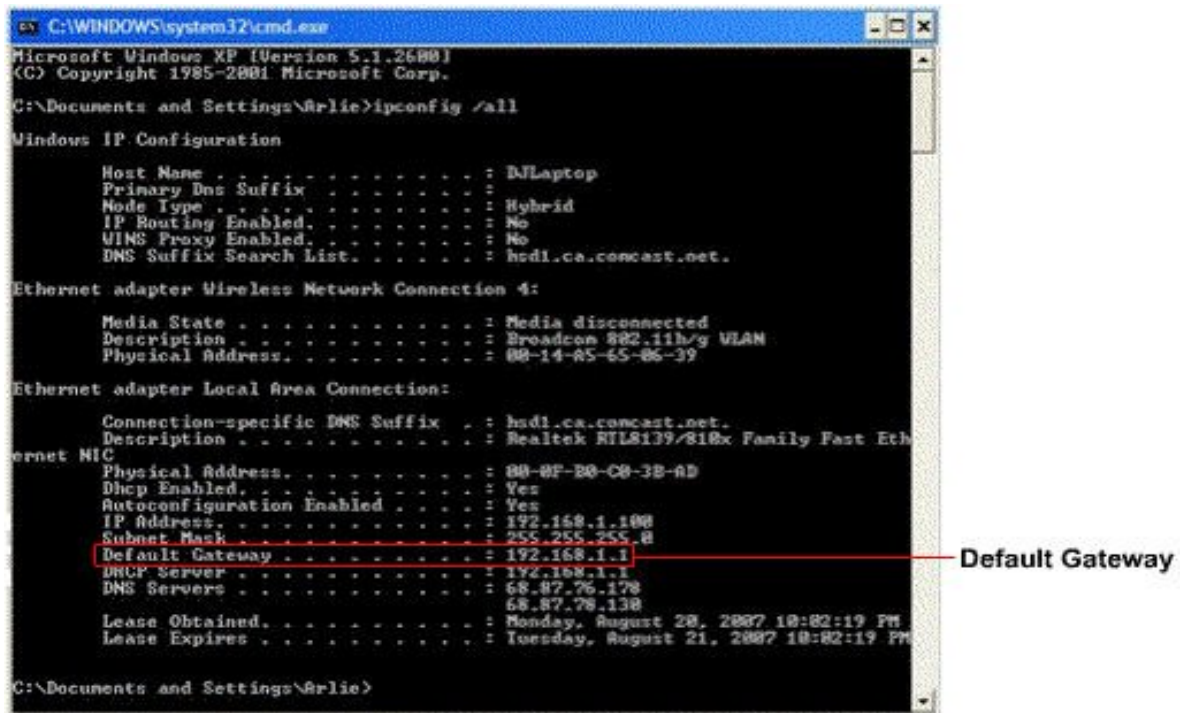 C:\WINDOWS\system32\cmd.exe
Microsoft Windows XP [Version 5.1.2600]
(C) Copyright 1985-2001 Microsoft Corp.
C:\Documents and Settings\Arlie>ipconfig /all
Windows IP Configuration
Host Name . . . . . . . . . . . . : DJLaptop
Primary Dns Suffix . . . . . . . :
Node Type . . . . . . . . . . . . : Hybrid
IP Routing Enabled. . . . . . . . : No
WINS Proxy Enabled. . . . . . . . : No
DNS Suffix Search List. . . . . . : hsd1.ca.comcast.net.
Ethernet adapter Wireless Network Connection 4:
Media State . . . . . . . . . . . : Media disconnected
Description . . . . . . . . . . . : Broadcom 802.11b/g WLAN
Physical Address. . . . . . . . . : 00-14-A5-65-06-39
Ethernet adapter Local Area Connection:
Connection-specific DNS Suffix . : hsd1.ca.comcast.net.
Description . . . . . . . . . . . : Realtek RTL8139/810x Family Fast Eth
ernet NIC
Physical Address. . . . . . . . . : 00-0F-B0-C0-3B-AD
Dhcp Enabled. . . . . . . . . . . : Yes
Autoconfiguration Enabled . . . . : Yes
IP Address. . . . . . . . . . . . : 192.168.1.100
Subnet Mask . . . . . . . . . . . : 255.255.255.0
Default Gateway . . . . . . . . . : 192.168.1.1
Default Gateway
DHCP Server . . . . . . . . . . . : 192.168.1.1
DNS Servers . . . . . . . . . . . : 68.87.76.178
68.87.78.130
Lease Obtained. . . . . . . . . . : Monday, August 20, 2007 10:02:19 PM
Lease Expires . . . . . . . . . . : Tuesday, August 21, 2007 10:02:19 PM
C:\Documents and Settings\Arlie>